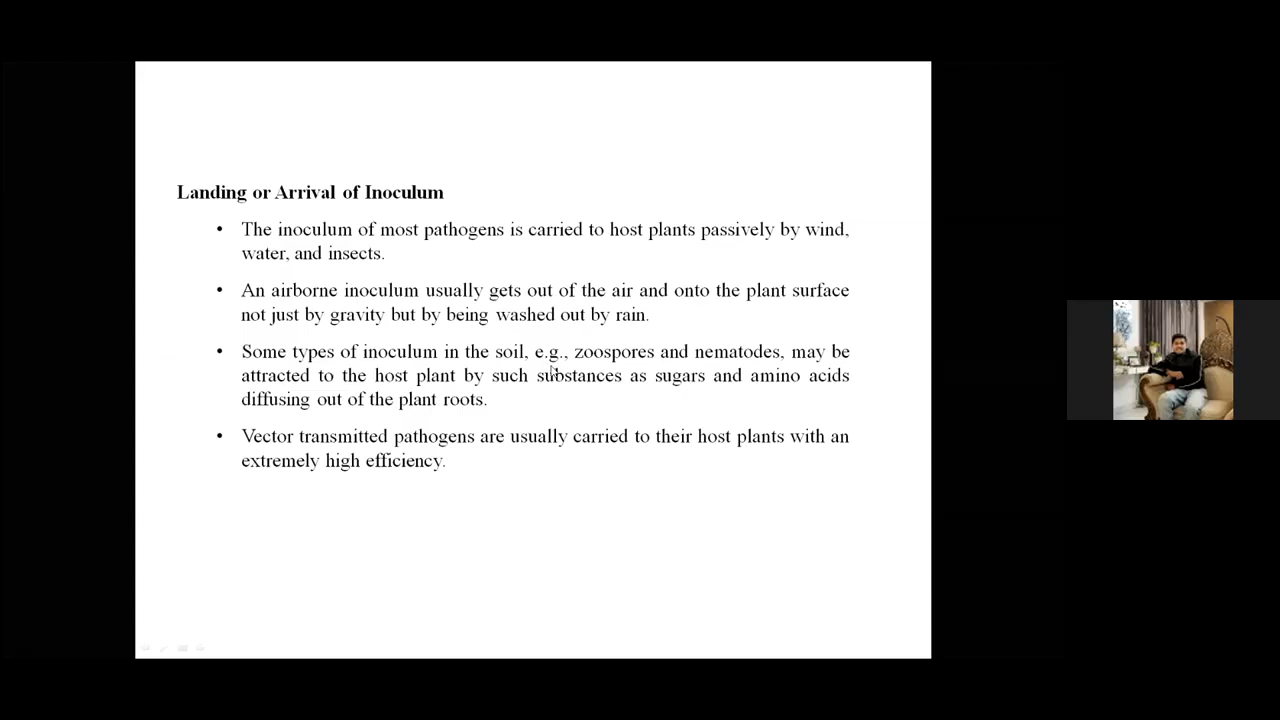 Landing or Arrival of Inoculum
• The inoculum of most pathogens is carried to host plants passively by wind,
water, and insects.
• An airborne inoculum usually gets out of the air and onto the plant surface
not just by gravity but by being washed out by rain.
• Some types of inoculum in the soil, e.g., zoospores and nematodes, may be
attracted to the host plant by such substances as sugars and amino acids
diffusing out of the plant roots.
• Vector transmitted pathogens are usually carried to their host plants with an
extremely high efficiency.